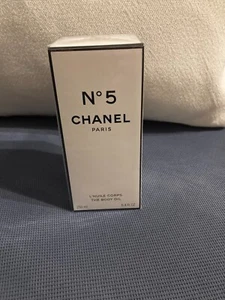 N°5
CHANEL
PARIS
L'HUILE CORPS
THE BODY OIL